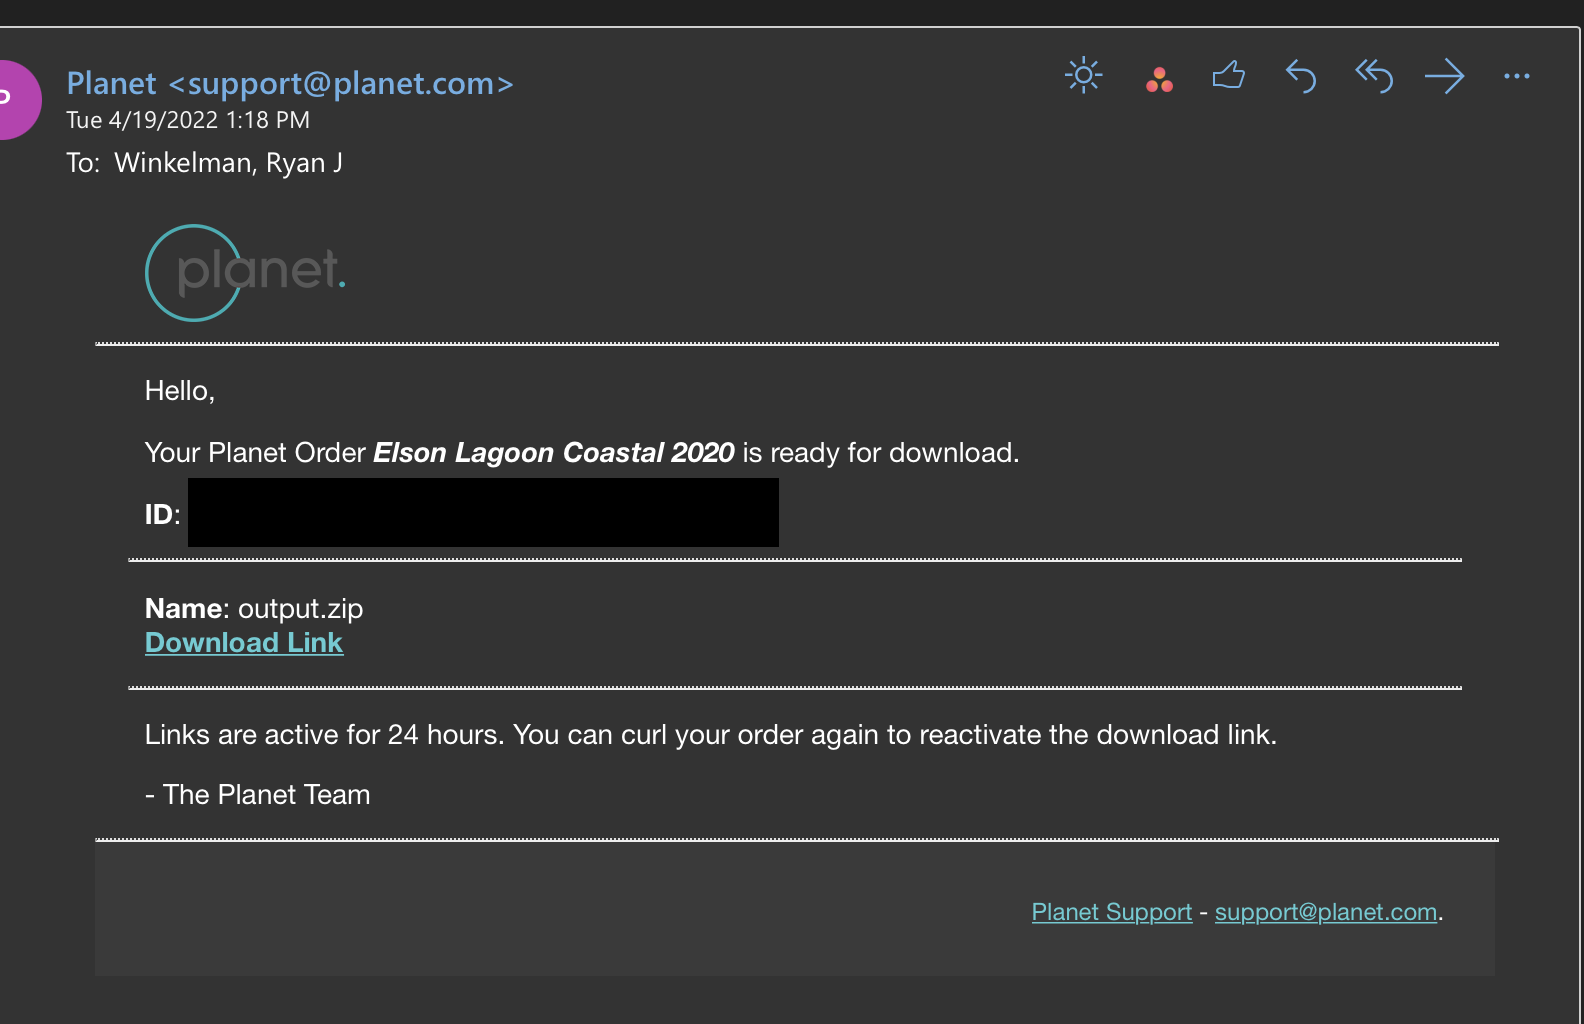 Planet <support@planet.com>
Tue 4/19/2022 1:18 PM
To: Winkelman, Ryan J
planet.
Hello,
Your Planet Order Elson Lagoon Coastal 2020 is ready for download.
ID:
Name: output.zip
Download Link
Links are active for 24 hours. You can curl your order again to reactivate the download link.
- The Planet Team
Planet Support - support@planet.com.